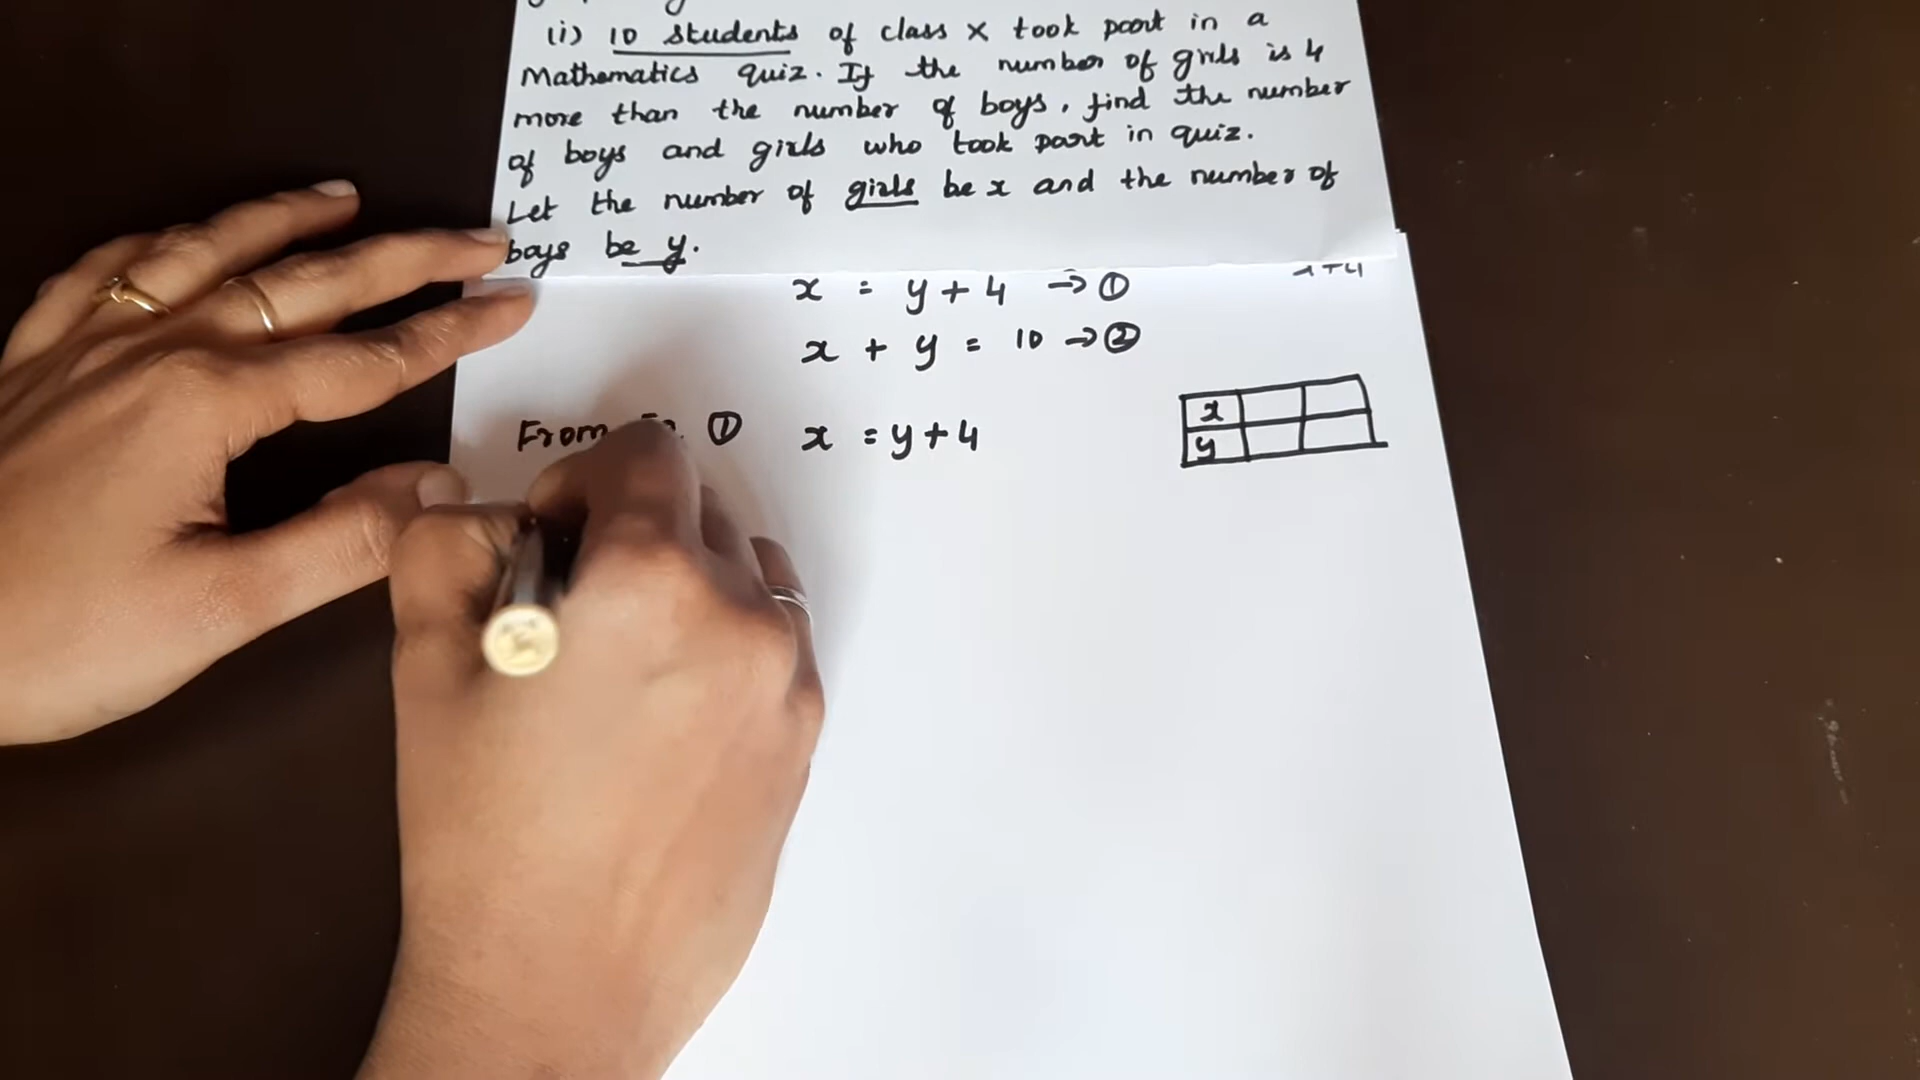 (i) 10 students of class X took part in a
Mathematics quiz. If the number of girls is 4
more than the number of boys, find the number
of boys and girls who took part in quiz.
Let the number of girls be x and the number of
boys be y.
x = y + 4 → ①
x + 4
x + y = 10 → ②
From ① x = y + 4
x
y